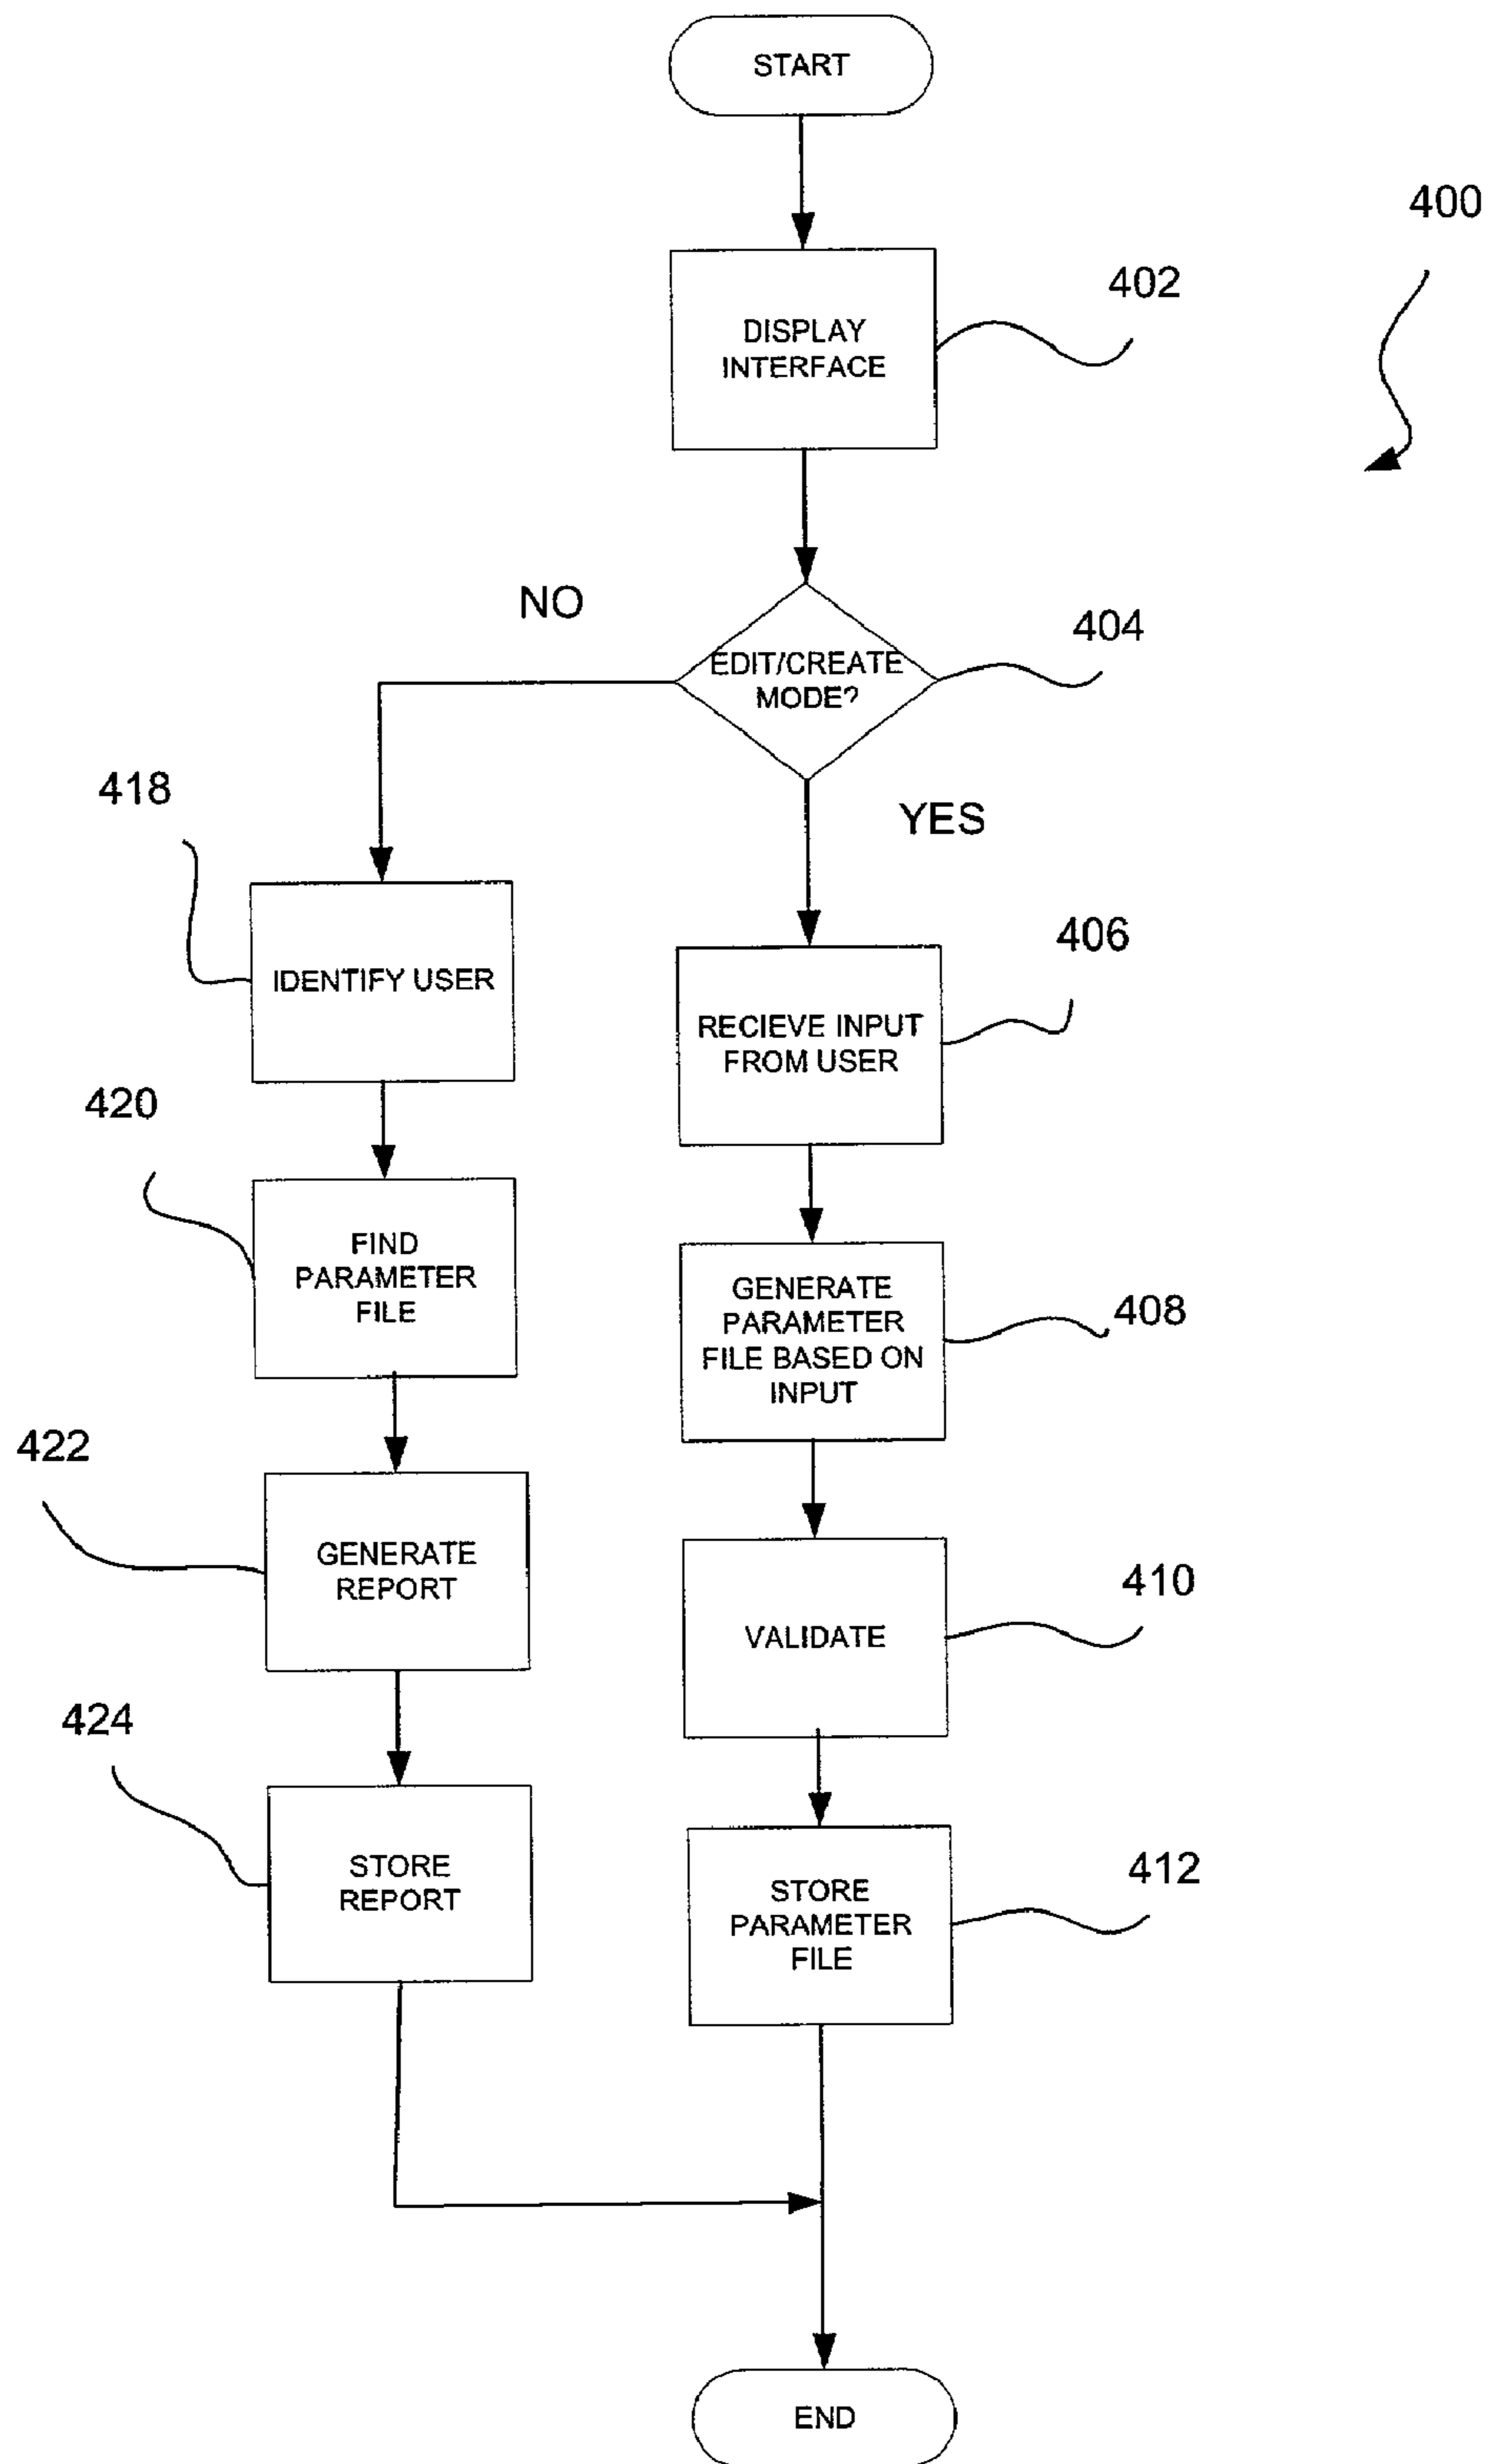 START
400
402
DISPLAY
INTERFACE
NO
404
EDIT/CREATE
MODE?
YES
418
IDENTIFY USER
406
RECIEVE INPUT
FROM USER
420
FIND
PARAMETER
FILE
408
GENERATE
PARAMETER
FILE BASED ON
INPUT
422
GENERATE
REPORT
410
VALIDATE
424
STORE
REPORT
412
STORE
PARAMETER
FILE
END